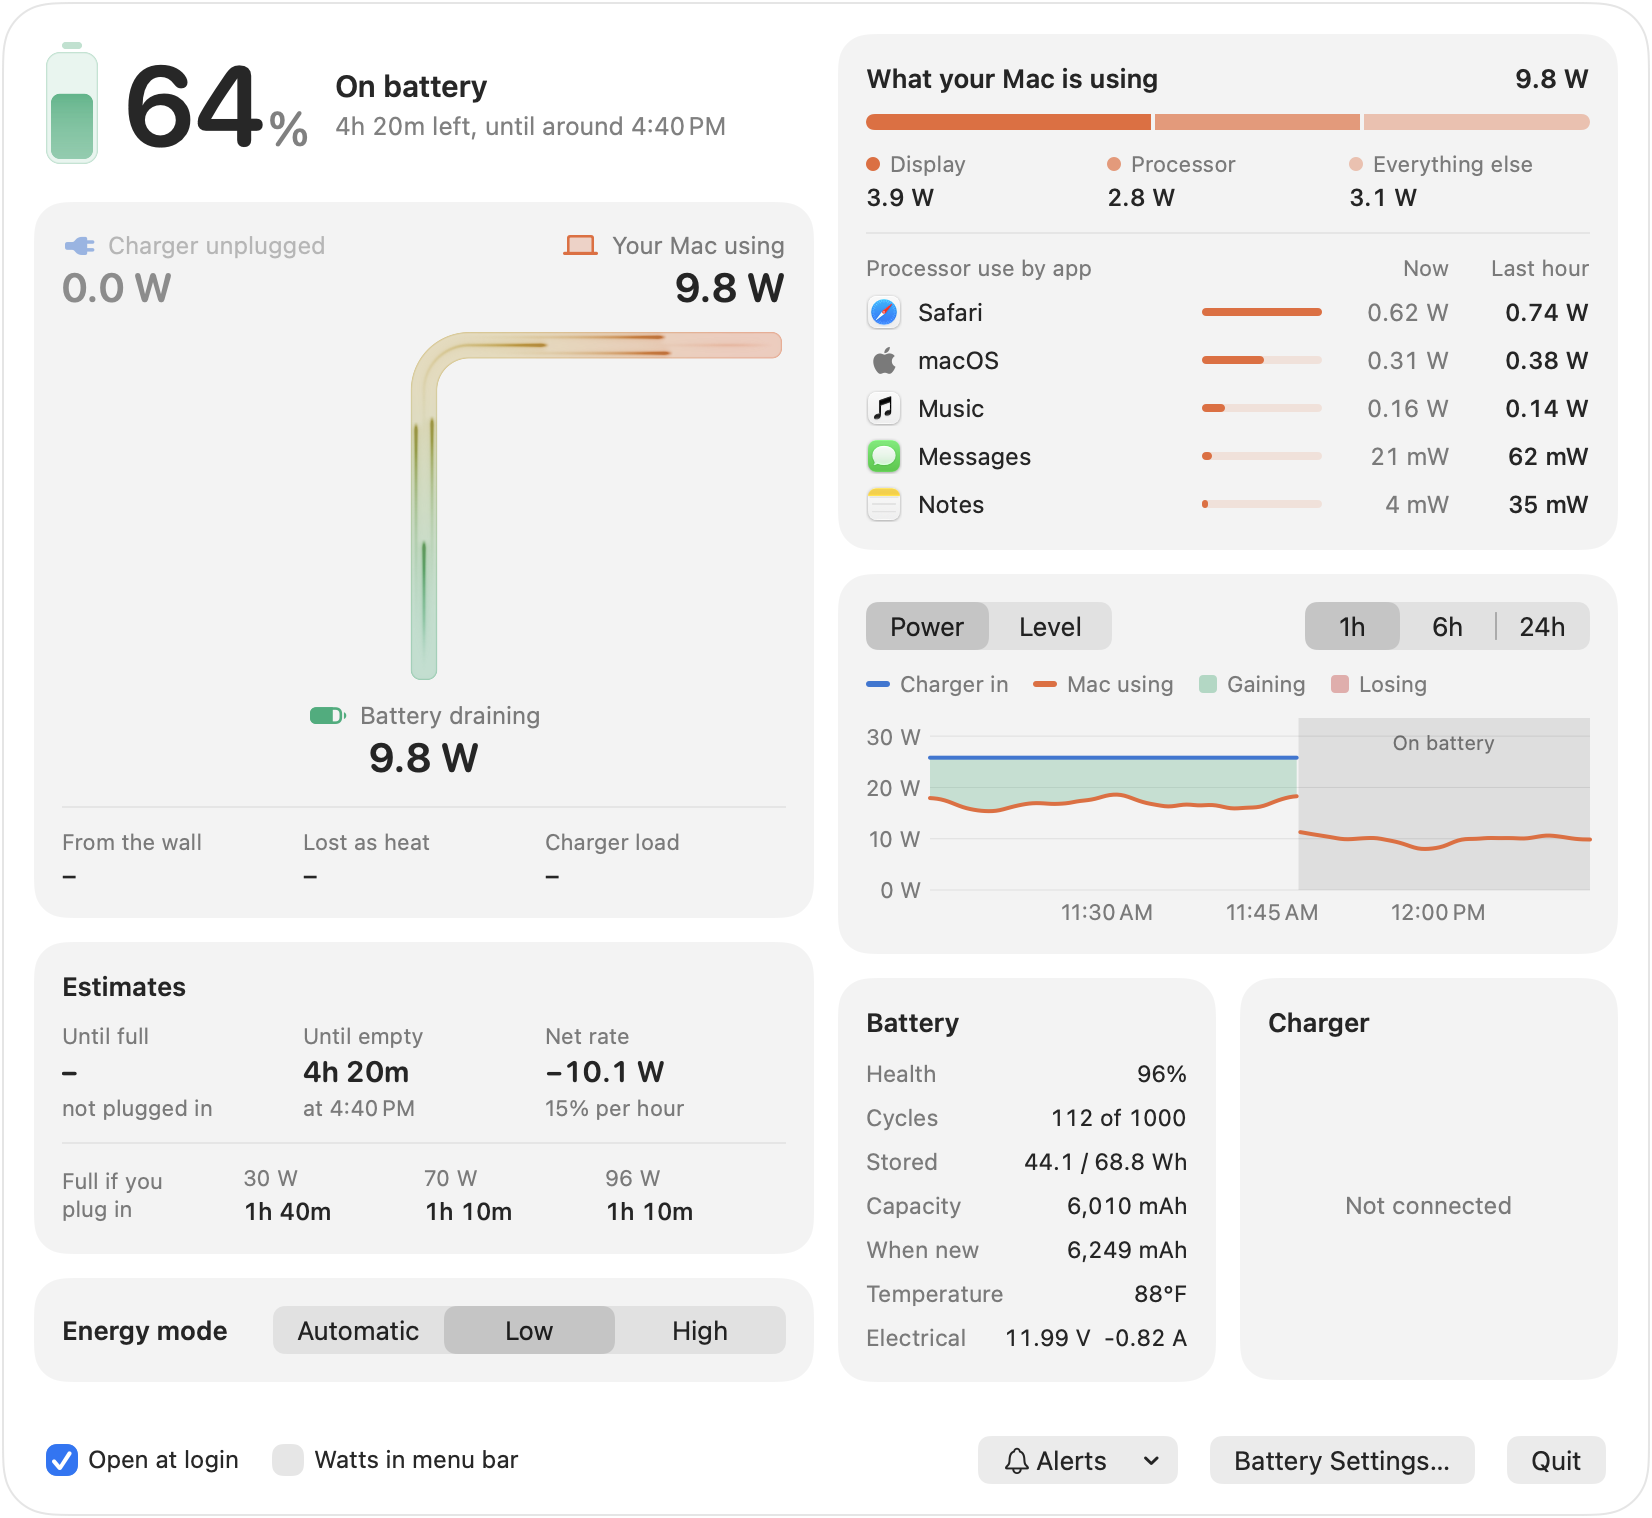 64%
On battery
4h 20m left, until around 4:40 PM
Charger unplugged
0.0 W
Your Mac using
9.8 W
Battery draining
9.8 W
From the wall Lost as heat Charger load
– – –
Estimates
Until full Until empty Net rate
– 4h 20m −10.1 W
not plugged in at 4:40 PM 15% per hour
Full if you plug in
30 W 70 W 96 W
1h 40m 1h 10m 1h 10m
Energy mode Automatic Low High
What your Mac is using 9.8 W
Display Processor Everything else
3.9 W 2.8 W 3.1 W
Processor use by app Now Last hour
Safari 0.62 W 0.74 W
macOS 0.31 W 0.38 W
Music 0.16 W 0.14 W
Messages 21 mW 62 mW
Notes 4 mW 35 mW
Power Level 1h 6h 24h
Charger in Mac using Gaining Losing
30 W
On battery
20 W
10 W
0 W
11:30 AM 11:45 AM 12:00 PM
Battery
Health 96%
Cycles 112 of 1000
Stored 44.1 / 68.8 Wh
Capacity 6,010 mAh
When new 6,249 mAh
Temperature 88°F
Electrical 11.99 V -0.82 A
Charger
Not connected
Open at login Watts in menu bar Alerts Battery Settings... Quit